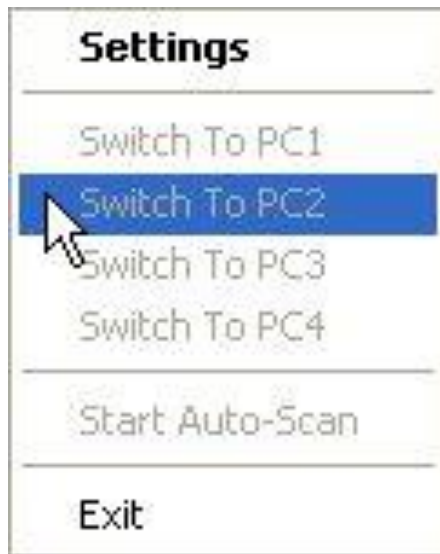 Settings
Switch To PC1
Switch To PC2
Switch To PC3
Switch To PC4
Start Auto-Scan
Exit